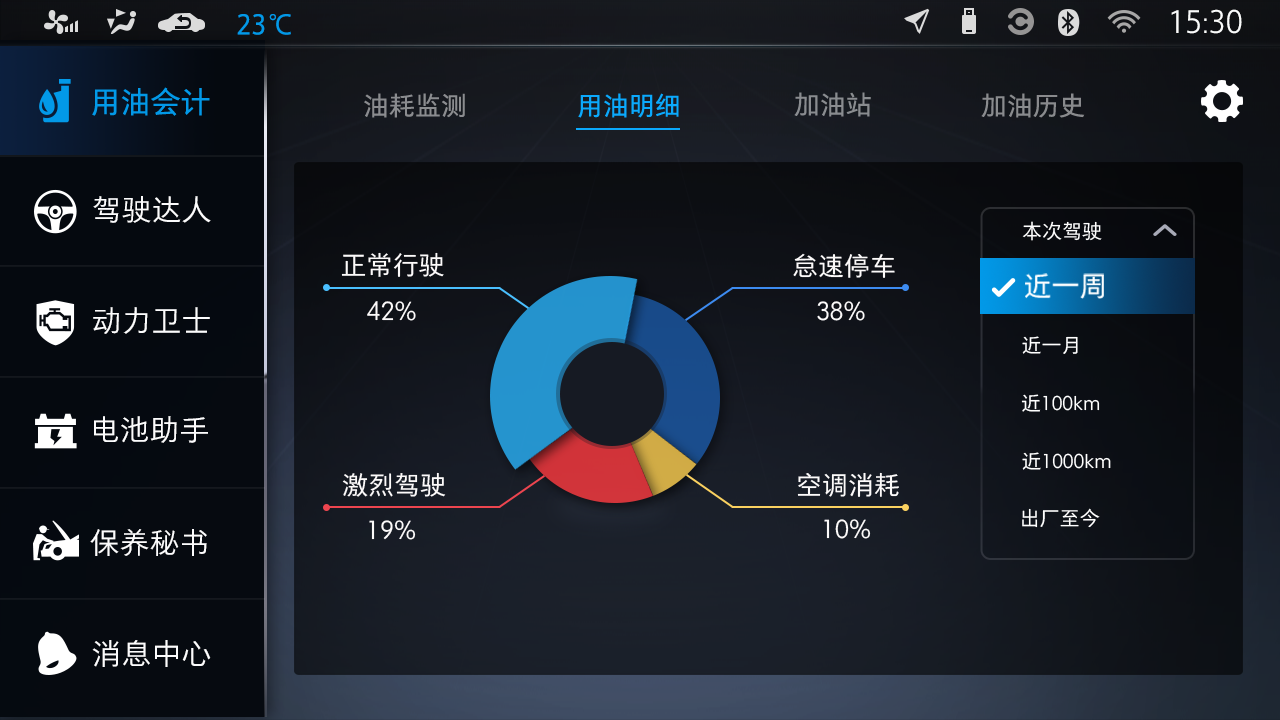 23℃
15:30
用油会计
驾驶达人
动力卫士
电池助手
保养秘书
消息中心
油耗监测
用油明细
加油站
加油历史
正常行驶
42%
怠速停车
38%
激烈驾驶
19%
空调消耗
10%
本次驾驶
近一周
近一月
近100km
近1000km
出厂至今